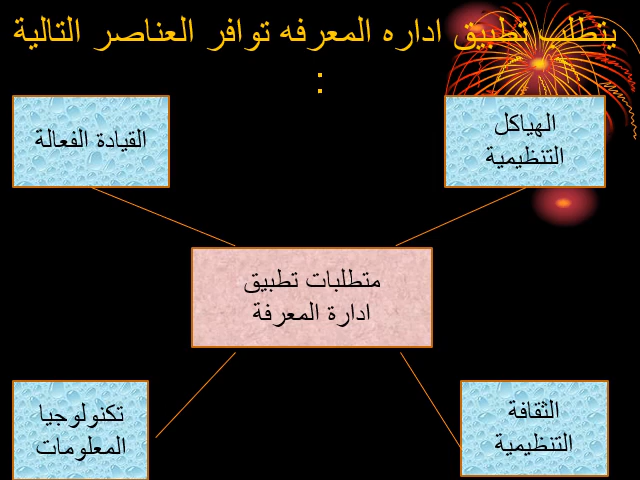 يتطلب تطبيق اداره المعرفه توافر العناصر التالية
:
الهياكل
التنظيمية
القيادة الفعالة
متطلبات تطبيق
ادارة المعرفة
الثقافة
التنظيمية
تكنولوجيا
المعلومات